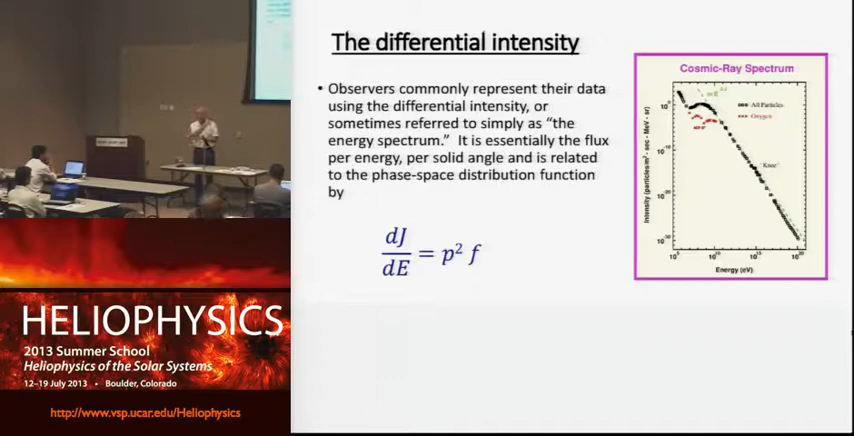 The differential intensity
• Observers commonly represent their data
using the differential intensity, or
sometimes referred to simply as “the
energy spectrum.” It is essentially the flux
per energy, per solid angle and is related
to the phase-space distribution function
by
dJ/dE = p² f
Cosmic-Ray Spectrum
All Particles
Oxygen
"Knee"
Intensity (particles/m² - sec - MeV - sr)
Energy (eV)
HELIOPHYSICS
2013 Summer School
Heliophysics of the Solar Systems
12–19 July 2013 • Boulder, Colorado
http://www.vsp.ucar.edu/Heliophysics